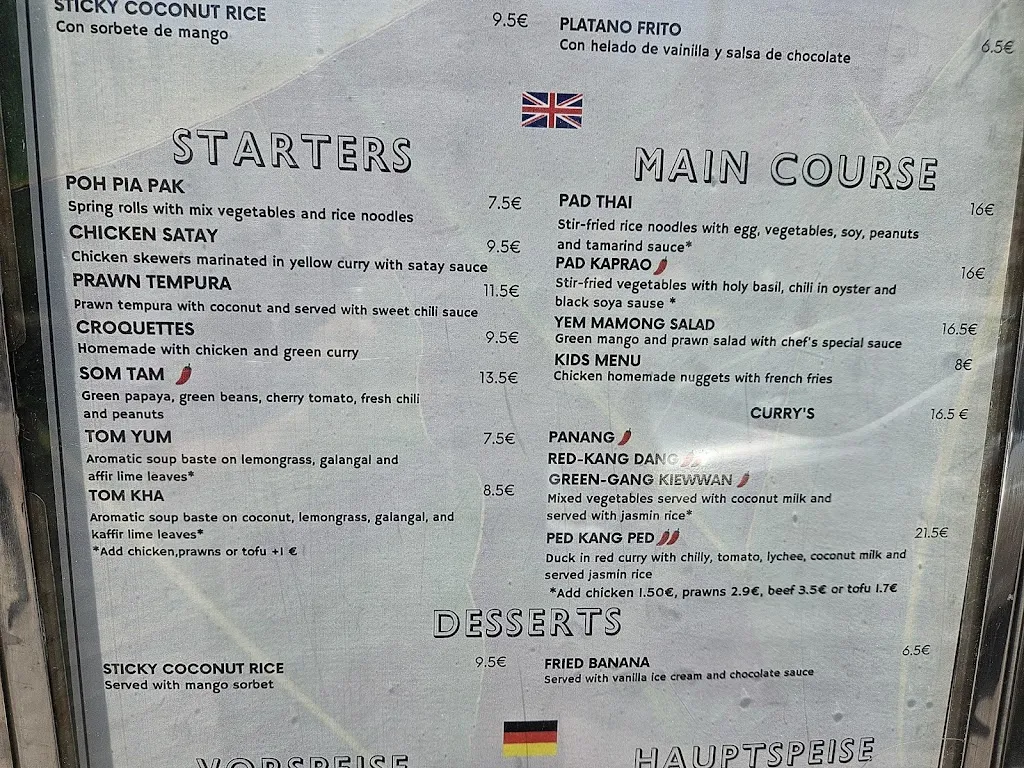 STICKY COCONUT RICE 9.5€
Con sorbete de mango
PLATANO FRITO 6.5€
Con helado de vainilla y salsa de chocolate
STARTERS
POH PIA PAK 7.5€
Spring rolls with mix vegetables and rice noodles
CHICKEN SATAY 9.5€
Chicken skewers marinated in yellow curry with satay sauce
PRAWN TEMPURA 11.5€
Prawn tempura with coconut and served with sweet chili sauce
CROQUETTES 9.5€
Homemade with chicken and green curry
SOM TAM 13.5€
Green papaya, green beans, cherry tomato, fresh chili
and peanuts
TOM YUM 7.5€
Aromatic soup baste on lemongrass, galangal and
affir lime leaves*
TOM KHA 8.5€
Aromatic soup baste on coconut, lemongrass, galangal, and
kaffir lime leaves*
*Add chicken,prawns or tofu +1 €
MAIN COURSE
PAD THAI 16€
Stir-fried rice noodles with egg, vegetables, soy, peanuts
and tamarind sauce*
PAD KAPRAO 16€
Stir-fried vegetables with holy basil, chili in oyster and
black soya sause *
YEM MAMONG SALAD 16.5€
Green mango and prawn salad with chef's special sauce
KIDS MENU 8€
Chicken homemade nuggets with french fries
CURRY'S 16.5 €
PANANG
RED-KANG DANG
GREEN-GANG KIEWWAN
Mixed vegetables served with coconut milk and
served with jasmin rice*
PED KANG PED 21.5€
Duck in red curry with chilly, tomato, lychee, coconut milk and
served jasmin rice
*Add chicken 1.50€, prawns 2.9€, beef 3.5€ or tofu 1.7€
DESSERTS
STICKY COCONUT RICE 9.5€
Served with mango sorbet
FRIED BANANA 6.5€
Served with vanilla ice cream and chocolate sauce
VORSPEISE
HAUPTSPEISE